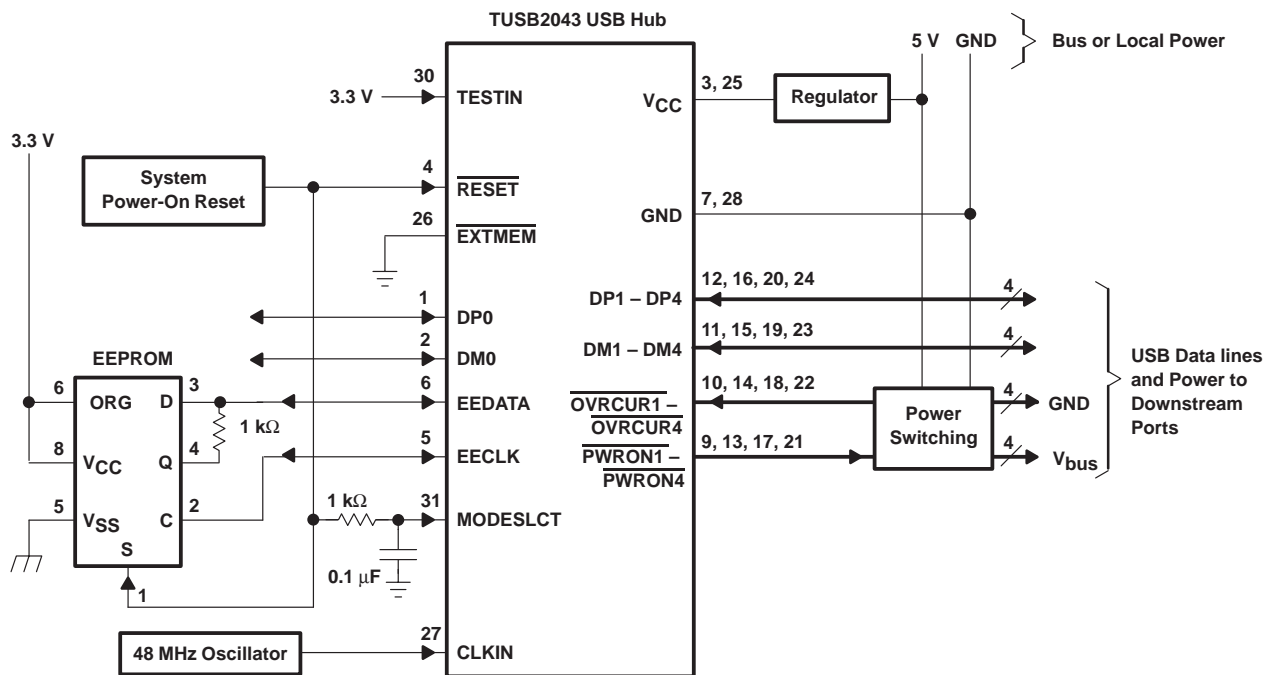 TUSB2043 USB Hub
5 V GND
Bus or Local Power
30
3.3 V
TESTIN
3, 25
VCC
Regulator
3.3 V
System
Power-On Reset
4
RESET
26
EXTMEM
7, 28
GND
12, 16, 20, 24
DP1 – DP4
4
1
DP0
11, 15, 19, 23
DM1 – DM4
4
2
DM0
USB Data lines
and Power to
Downstream
Ports
EEPROM
6
ORG
D
3
1 kΩ
6
EEDATA
10, 14, 18, 22
OVRCUR1 –
OVRCUR4
Power
Switching
4
GND
8
VCC
Q
4
5
EECLK
9, 13, 17, 21
PWRON1 –
PWRON4
4
Vbus
5
VSS
C
2
S
1
1 kΩ
31
MODESLCT
0.1 μF
48 MHz Oscillator
27
CLKIN